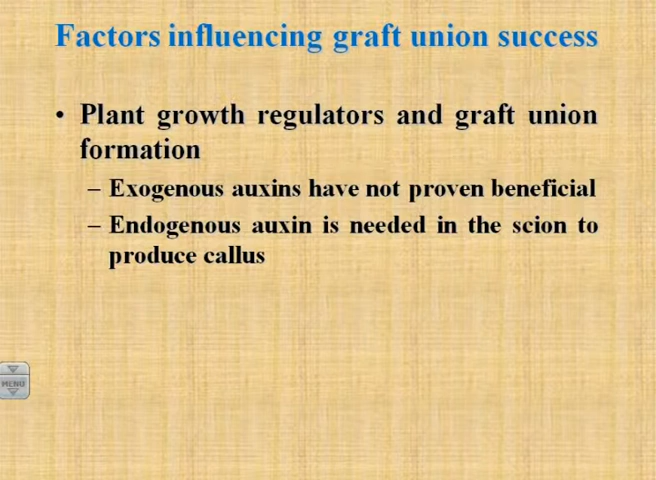 Factors influencing graft union success
• Plant growth regulators and graft union
formation
– Exogenous auxins have not proven beneficial
– Endogenous auxin is needed in the scion to
produce callus
MENU